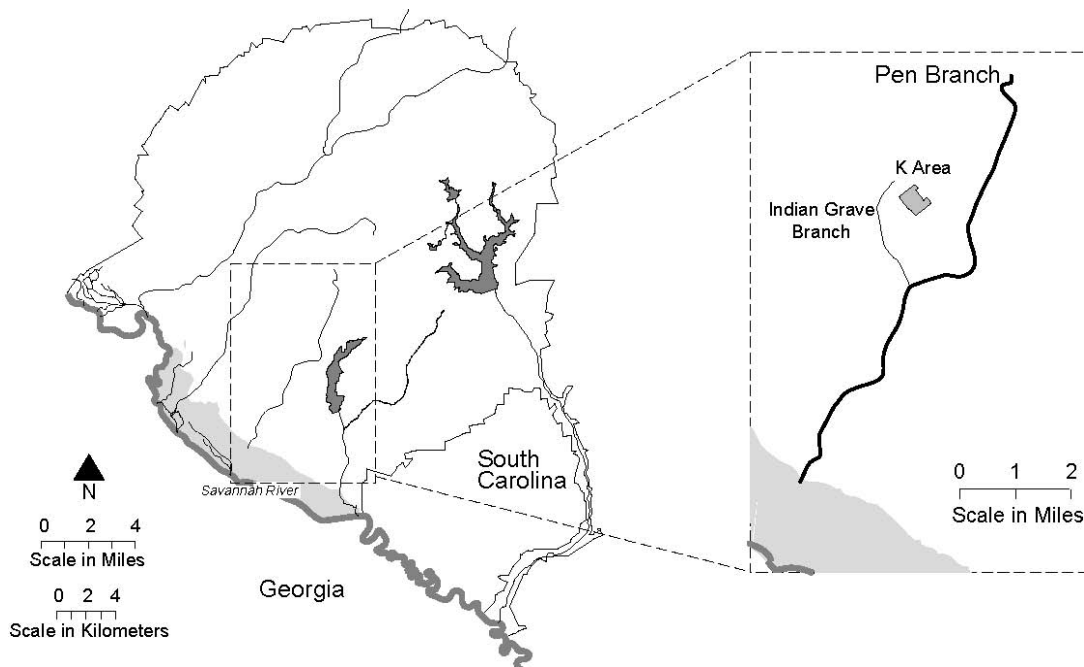 Pen Branch
K Area
Indian Grave
Branch
South
Carolina
Savannah River
N
0 2 4
Scale in Miles
0 2 4
Scale in Kilometers
Georgia
0 1 2
Scale in Miles